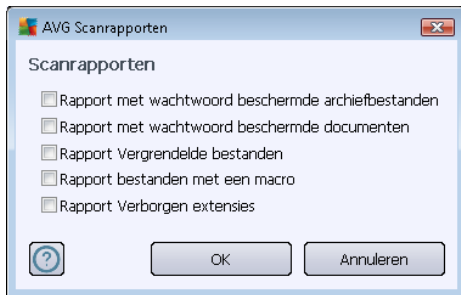 AVG Scanrapporten
Scanrapporten
Rapport met wachtwoord beschermde archiefbestanden
Rapport met wachtwoord beschermde documenten
Rapport Vergrendelde bestanden
Rapport bestanden met een macro
Rapport Verborgen extensies
?
OK
Annuleren